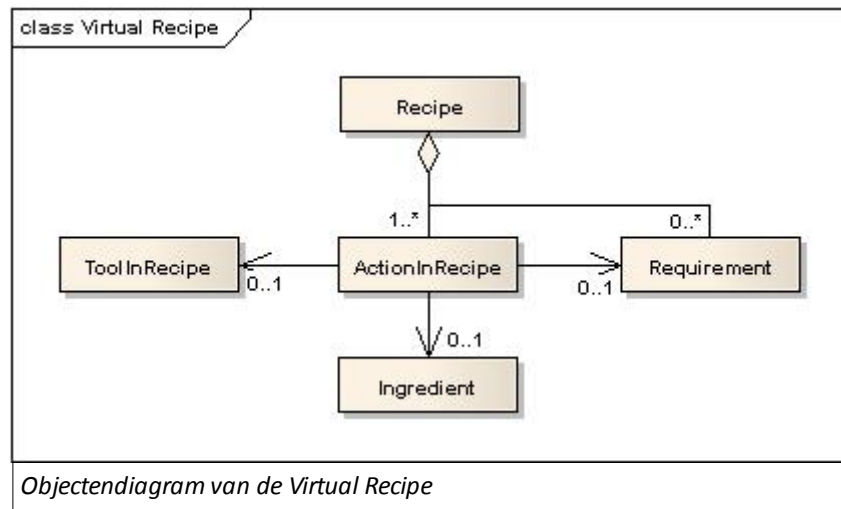 class Virtual Recipe
Recipe
1..*
0..*
ToolInRecipe
ActionInRecipe
Requirement
0..1
0..1
0..1
Ingredient
Objectendiagram van de Virtual Recipe